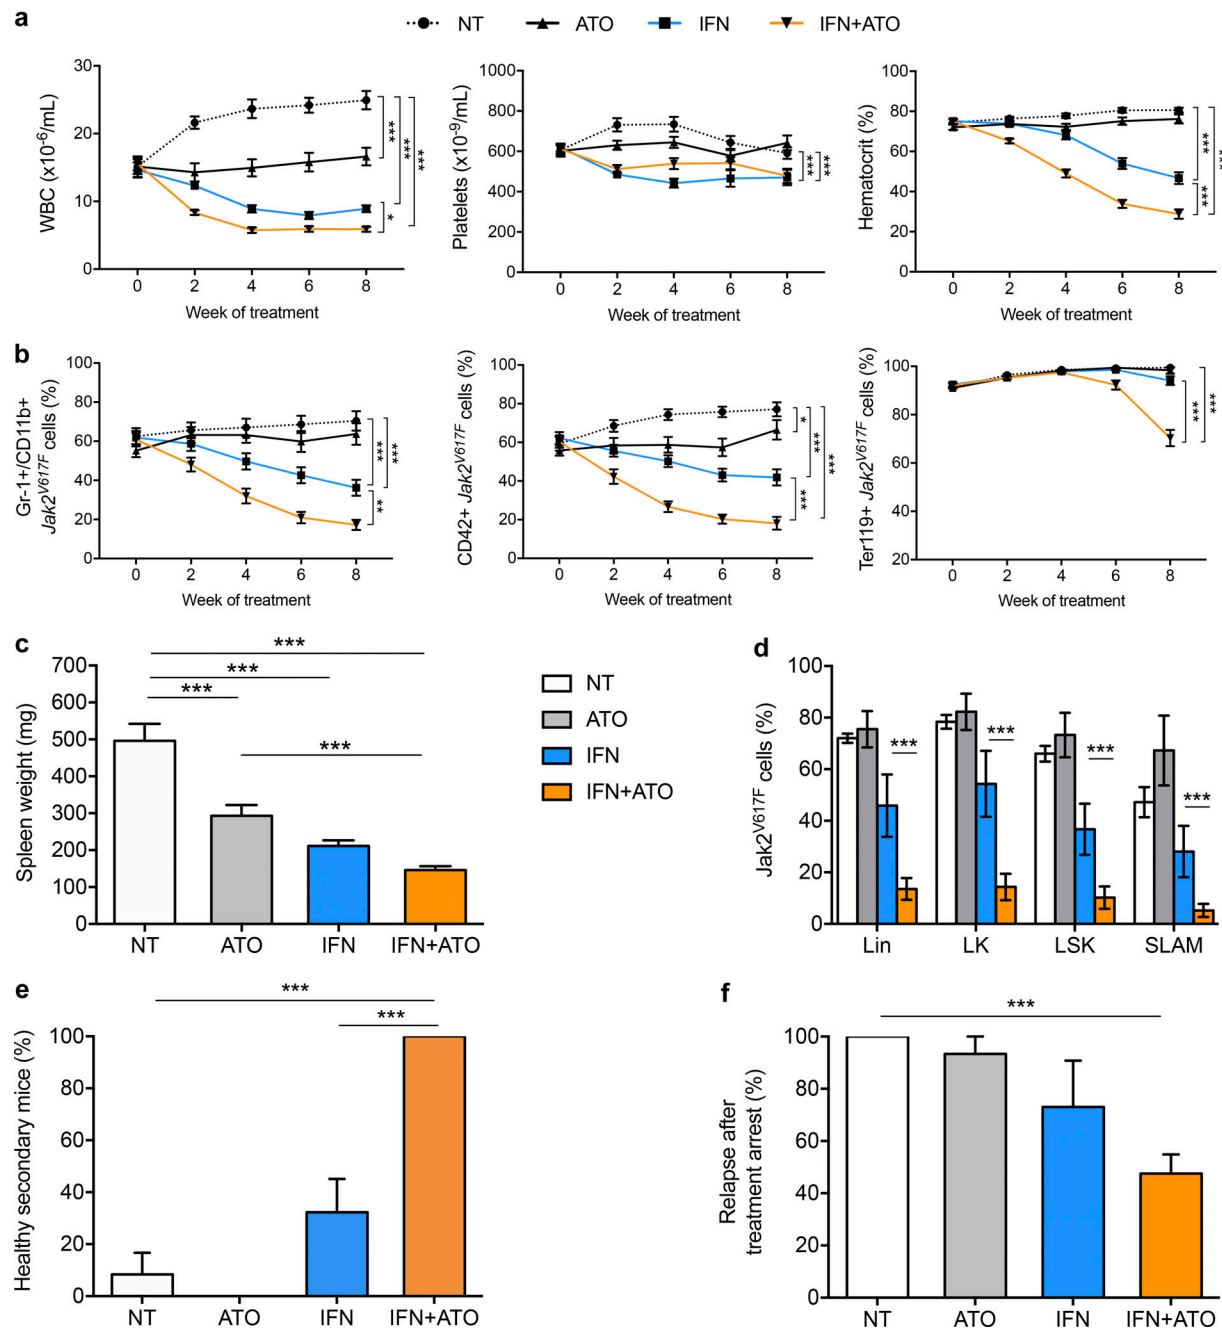 a
NT
ATO
IFN
IFN+ATO
WBC (x10⁻⁶/mL)
30
20
10
0
0 2 4 6 8
Week of treatment
***
***
***
*
Platelets (x10⁻⁹/mL)
1000
800
600
400
200
0
0 2 4 6 8
Week of treatment
***
***
Hematocrit (%)
100
80
60
40
20
0
0 2 4 6 8
Week of treatment
***
***
b
Gr-1+/CD11b+
Jak2^V617F cells (%)
100
80
60
40
20
0
0 2 4 6 8
Week of treatment
***
***
**
CD42+ Jak2^V617F cells (%)
100
80
60
40
20
0
0 2 4 6 8
Week of treatment
*
***
***
***
Ter119+ Jak2^V617F cells (%)
100
80
60
40
20
0 2 4 6 8
Week of treatment
***
***
c
Spleen weight (mg)
700
600
500
400
300
200
100
0
***
***
***
***
NT ATO IFN IFN+ATO
NT
ATO
IFN
IFN+ATO
d
Jak2^V617F cells (%)
100
80
60
40
20
0
***
***
***
***
Lin LK LSK SLAM
e
Healthy secondary mice (%)
100
80
60
40
20
0
***
***
NT ATO IFN IFN+ATO
f
Relapse after
treatment arrest (%)
100
80
60
40
20
0
***
NT ATO IFN IFN+ATO